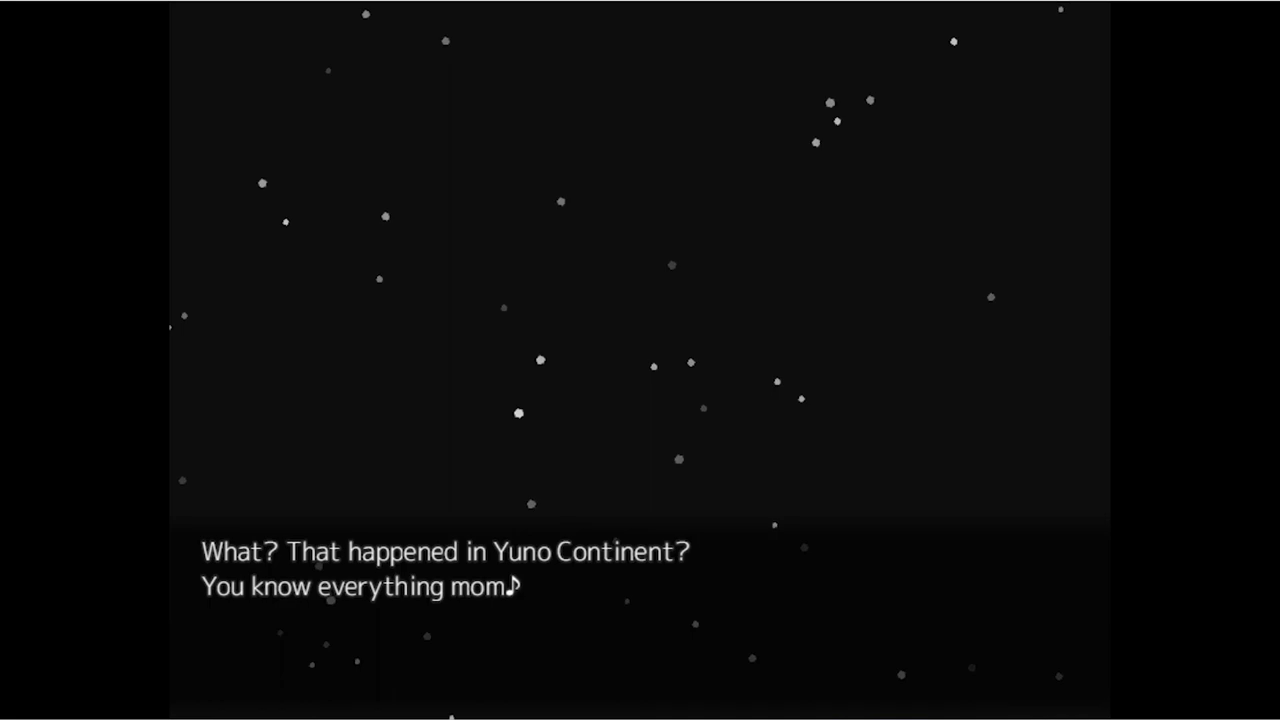 What? That happened in Yuno Continent?
You know everything mom♪